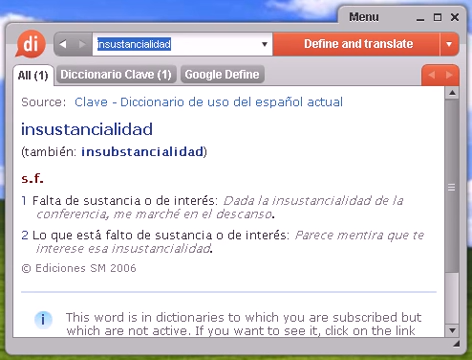 Menu
di
insustancialidad
Define and translate
All (1)
Diccionario Clave (1)
Google Define
Source: Clave - Diccionario de uso del español actual
insustancialidad
(también: insubstancialidad)
s.f.
1 Falta de sustancia o de interés: Dada la insustancialidad de la
conferencia, me marché en el descanso.
2 Lo que está falto de sustancia o de interés: Parece mentira que te
interese esa insustancialidad.
© Ediciones SM 2006
i
This word is in dictionaries to which you are subscribed but
which are not active. If you want to see it, click on the link